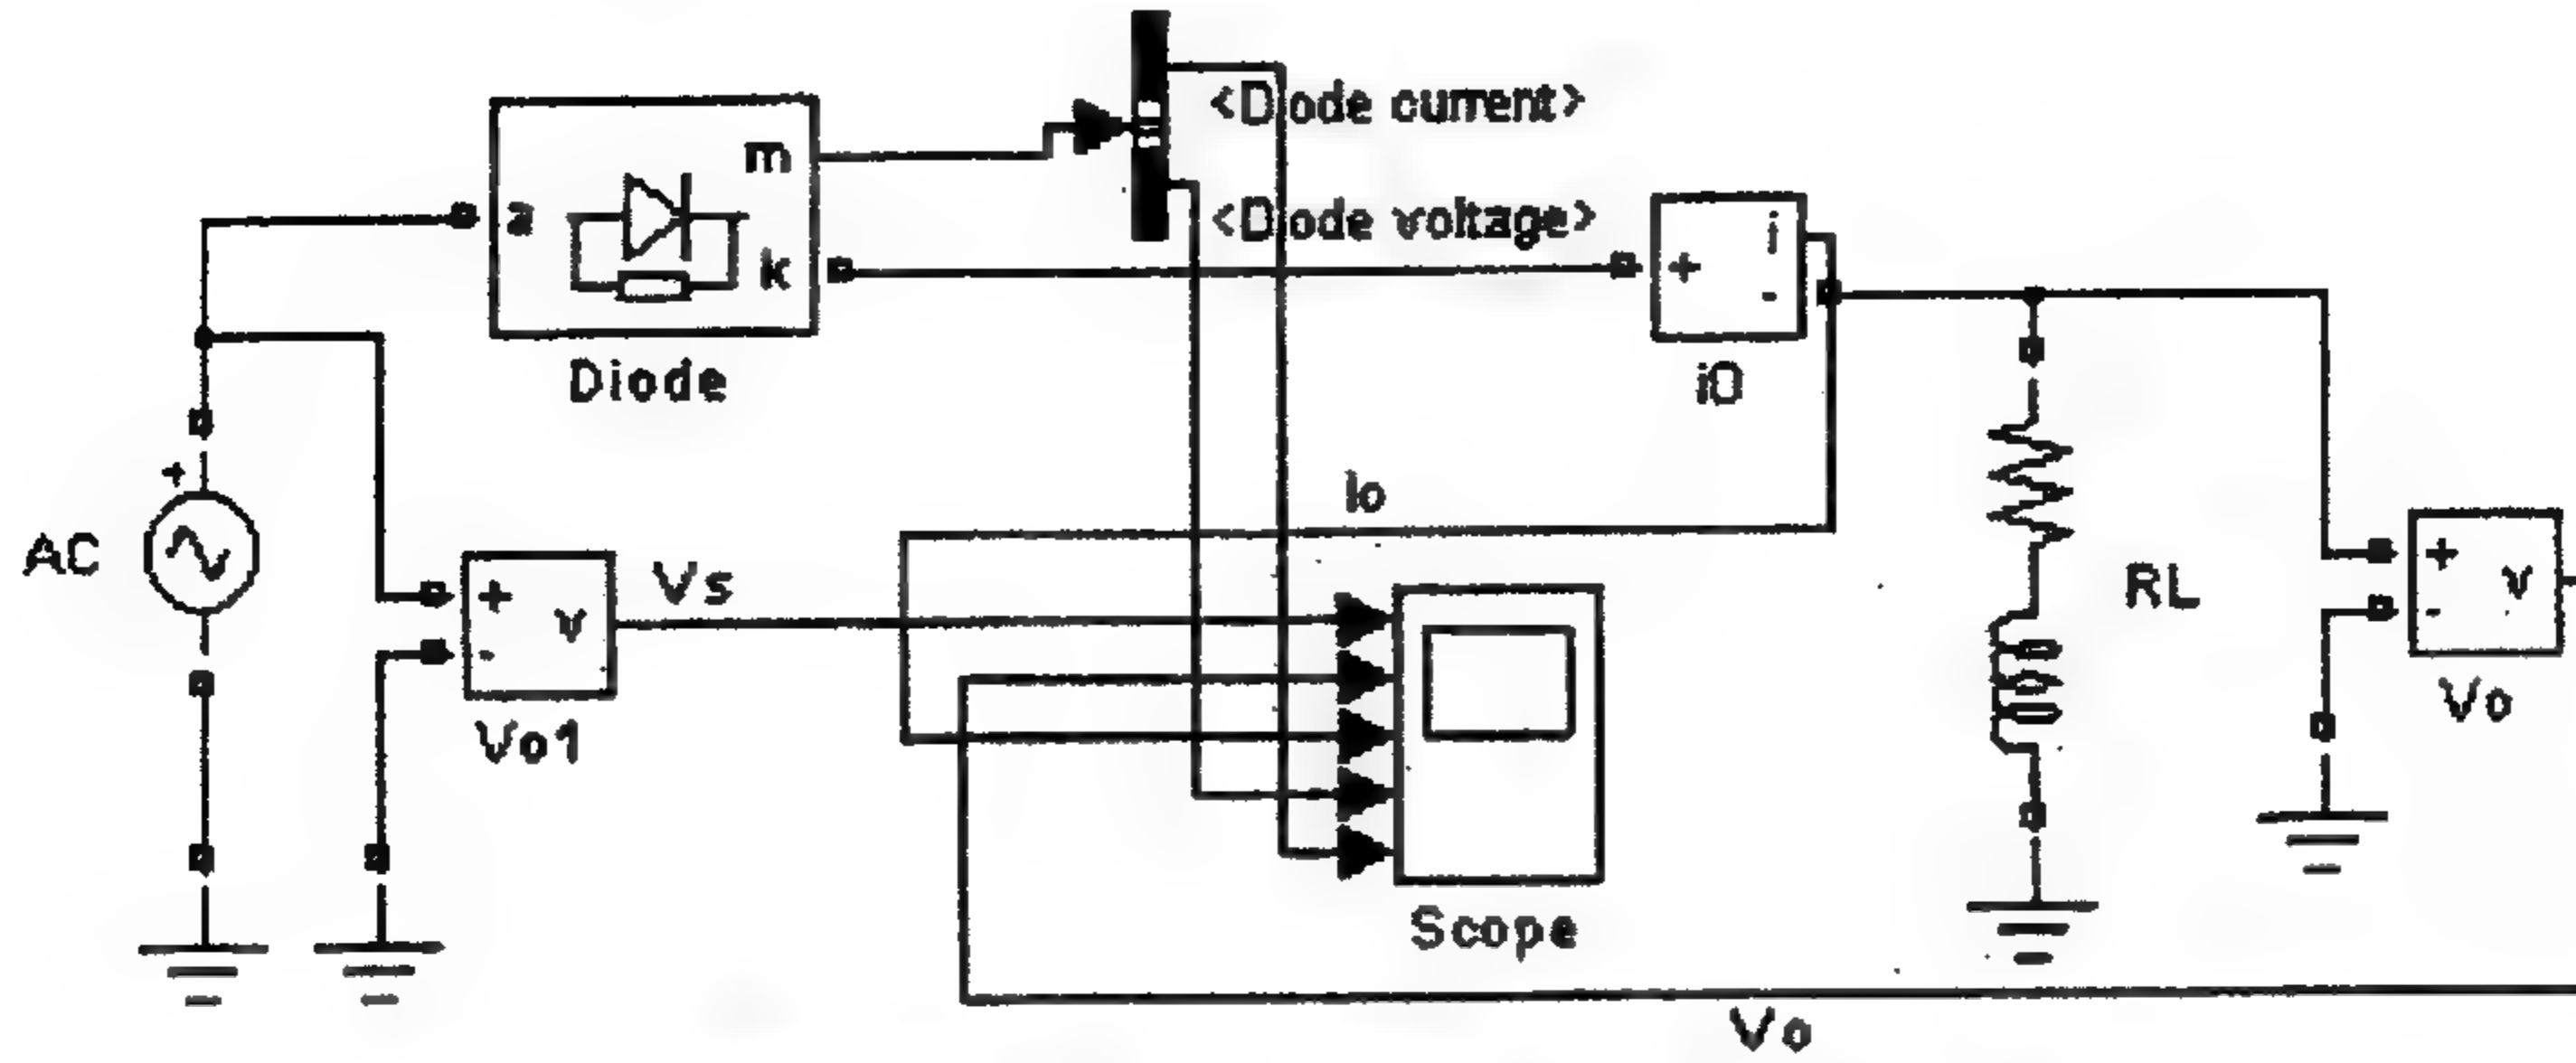 <Diode current>
m
<Diode voltage>
a
i
k
+
-
Diode
i0
+
Io
AC
+
v
-
Vs
RL
+
v
-
Vo1
Vo
Scope
Vo